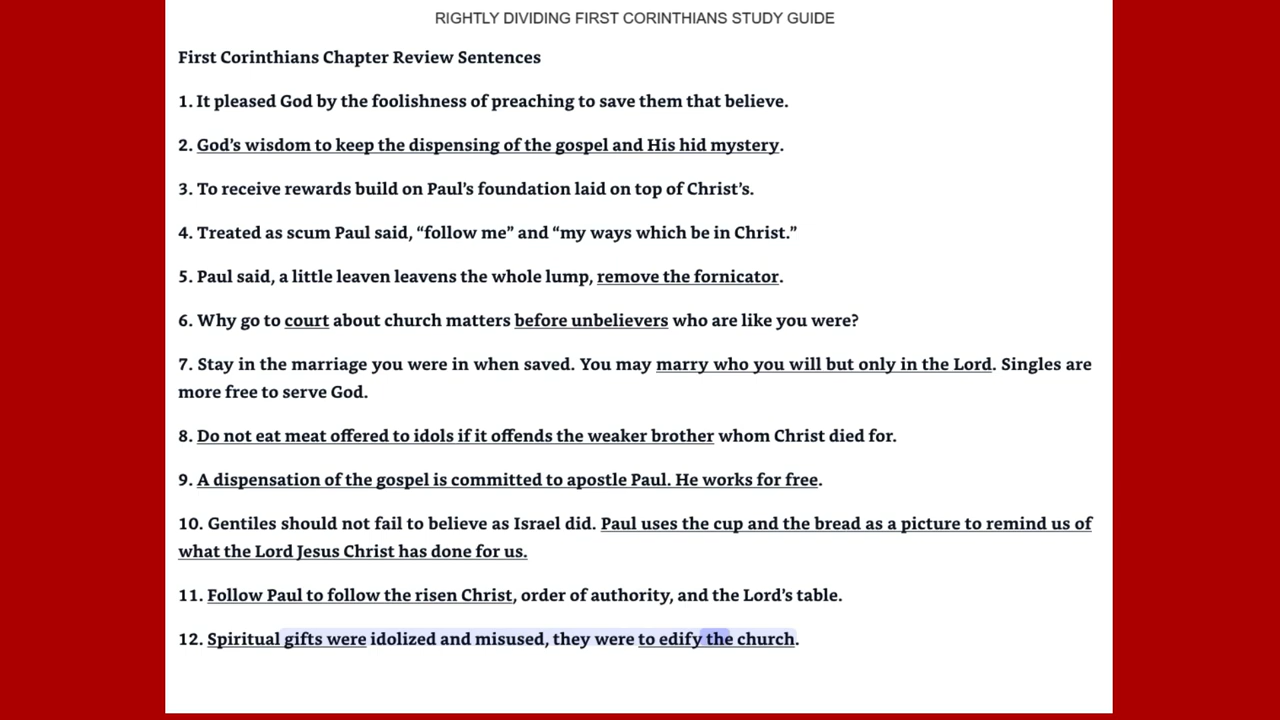 RIGHTLY DIVIDING FIRST CORINTHIANS STUDY GUIDE
First Corinthians Chapter Review Sentences
1. It pleased God by the foolishness of preaching to save them that believe.
2. God’s wisdom to keep the dispensing of the gospel and His hid mystery.
3. To receive rewards build on Paul’s foundation laid on top of Christ’s.
4. Treated as scum Paul said, “follow me” and “my ways which be in Christ.”
5. Paul said, a little leaven leavens the whole lump, remove the fornicator.
6. Why go to court about church matters before unbelievers who are like you were?
7. Stay in the marriage you were in when saved. You may marry who you will but only in the Lord. Singles are
more free to serve God.
8. Do not eat meat offered to idols if it offends the weaker brother whom Christ died for.
9. A dispensation of the gospel is committed to apostle Paul. He works for free.
10. Gentiles should not fail to believe as Israel did. Paul uses the cup and the bread as a picture to remind us of
what the Lord Jesus Christ has done for us.
11. Follow Paul to follow the risen Christ, order of authority, and the Lord’s table.
12. Spiritual gifts were idolized and misused, they were to edify the church.